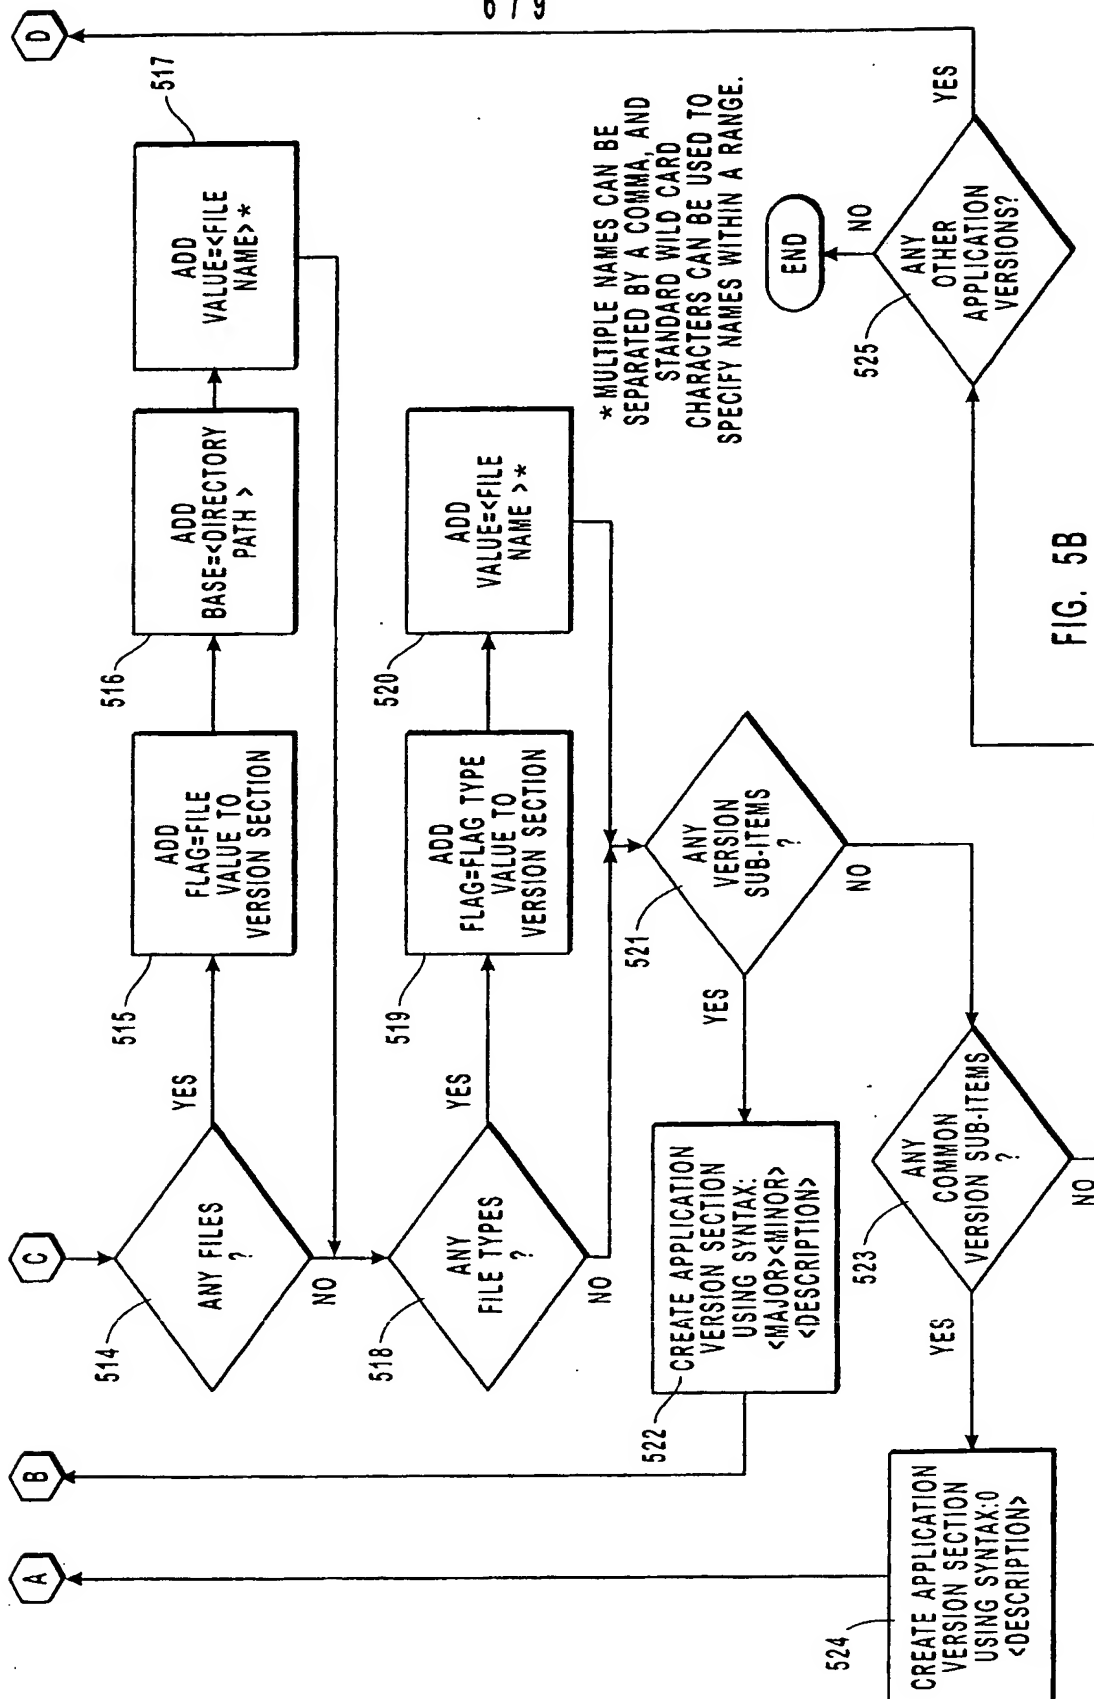 6 / 9
C
514
ANY FILES
?
YES
NO
515
ADD
FLAG=FILE
VALUE TO
VERSION SECTION
516
ADD
BASE=<DIRECTORY
PATH >
517
ADD
VALUE=<FILE
NAME>*
518
ANY
FILE TYPES
?
YES
NO
519
ADD
FLAG=FLAG TYPE
VALUE TO
VERSION SECTION
520
ADD
VALUE=<FILE
NAME >*
521
ANY
VERSION
SUB-ITEMS
?
YES
NO
522
CREATE APPLICATION
VERSION SECTION
USING SYNTAX:
<MAJOR><MINOR>
<DESCRIPTION>
B
523
ANY
COMMON
VERSION SUB-ITEMS
?
YES
NO
524
CREATE APPLICATION
VERSION SECTION
USING SYNTAX:0
<DESCRIPTION>
A
525
ANY
OTHER
APPLICATION
VERSIONS?
YES
NO
D
END
* MULTIPLE NAMES CAN BE
SEPARATED BY A COMMA, AND
STANDARD WILD CARD
CHARACTERS CAN BE USED TO
SPECIFY NAMES WITHIN A RANGE.
FIG. 5B